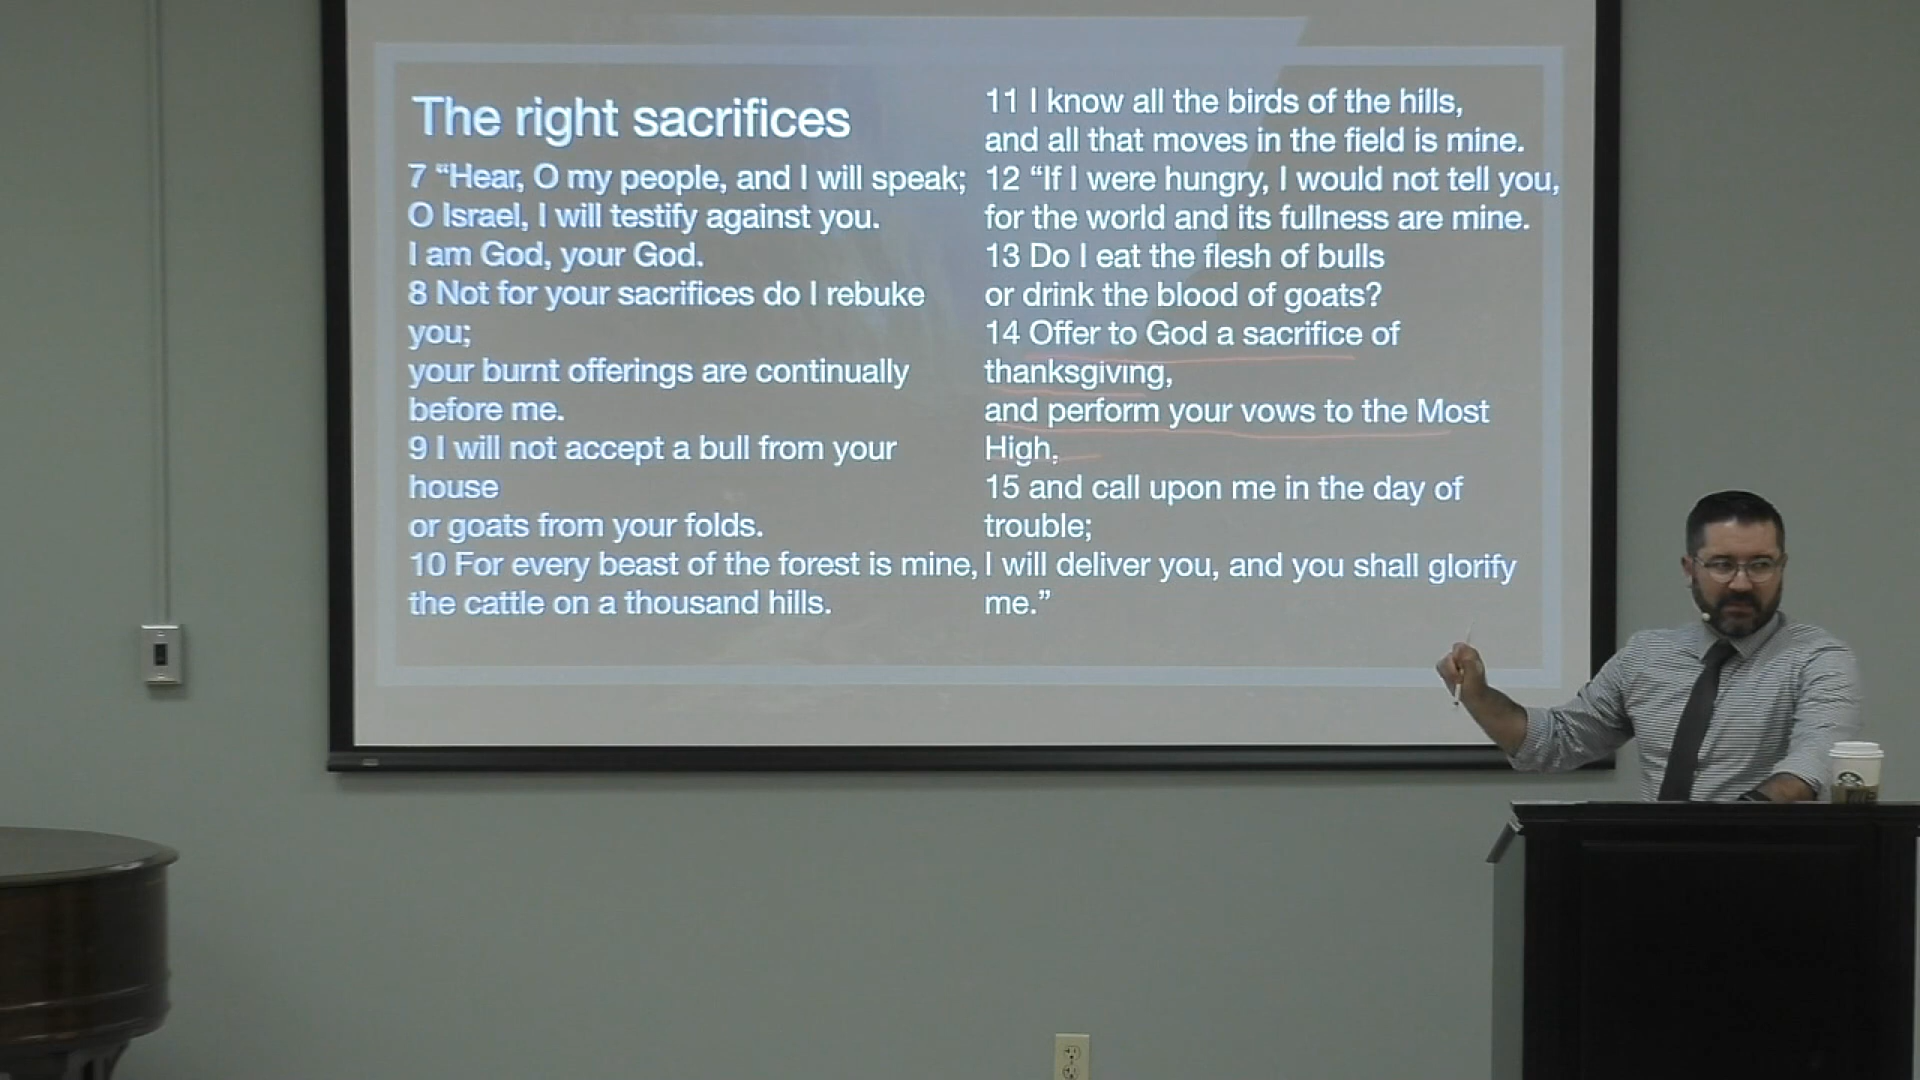 The right sacrifices
7 “Hear, O my people, and I will speak;
O Israel, I will testify against you.
I am God, your God.
8 Not for your sacrifices do I rebuke
you;
your burnt offerings are continually
before me.
9 I will not accept a bull from your
house
or goats from your folds.
10 For every beast of the forest is mine,
the cattle on a thousand hills.
11 I know all the birds of the hills,
and all that moves in the field is mine.
12 “If I were hungry, I would not tell you,
for the world and its fullness are mine.
13 Do I eat the flesh of bulls
or drink the blood of goats?
14 Offer to God a sacrifice of
thanksgiving,
and perform your vows to the Most
High,
15 and call upon me in the day of
trouble;
I will deliver you, and you shall glorify
me.”